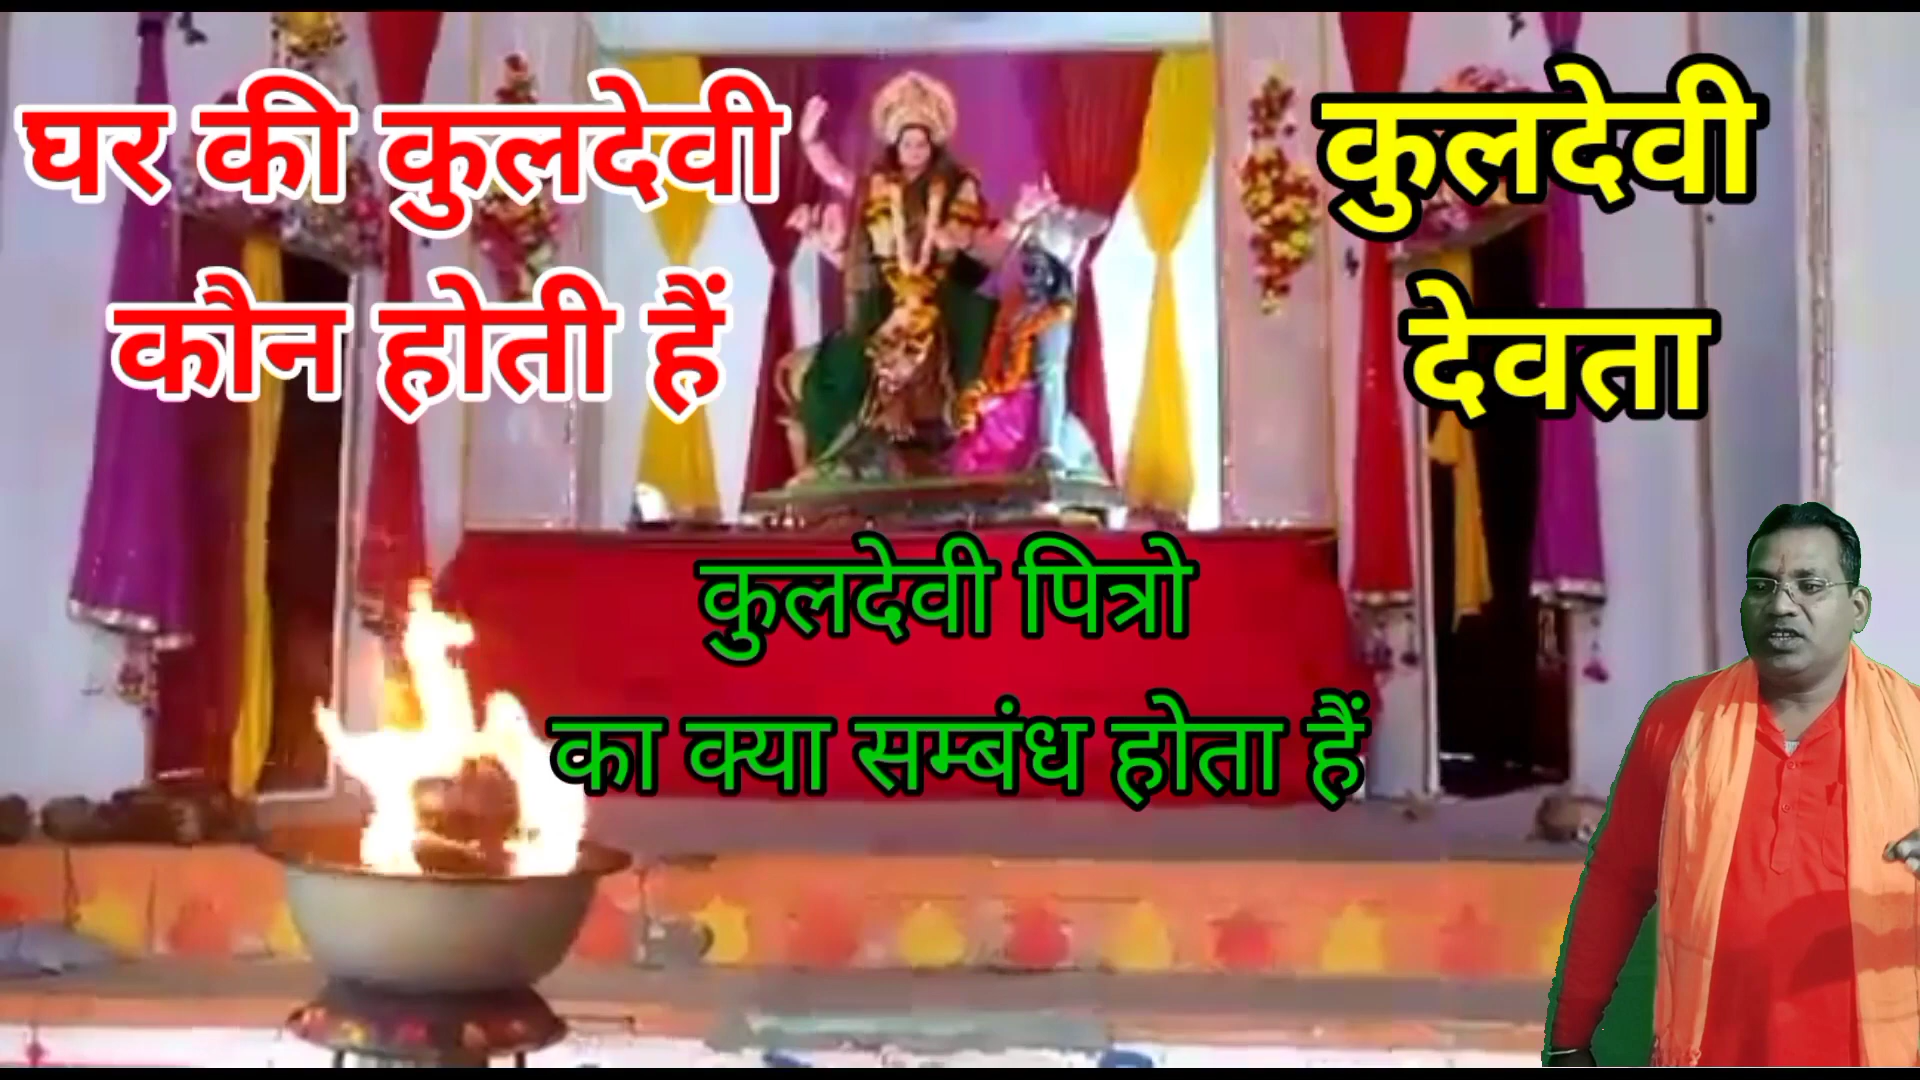 घर की कुलदेवी
कौन होती हैं
कुलदेवी
देवता
कुलदेवी पित्रो
का क्या सम्बंध होता हैं